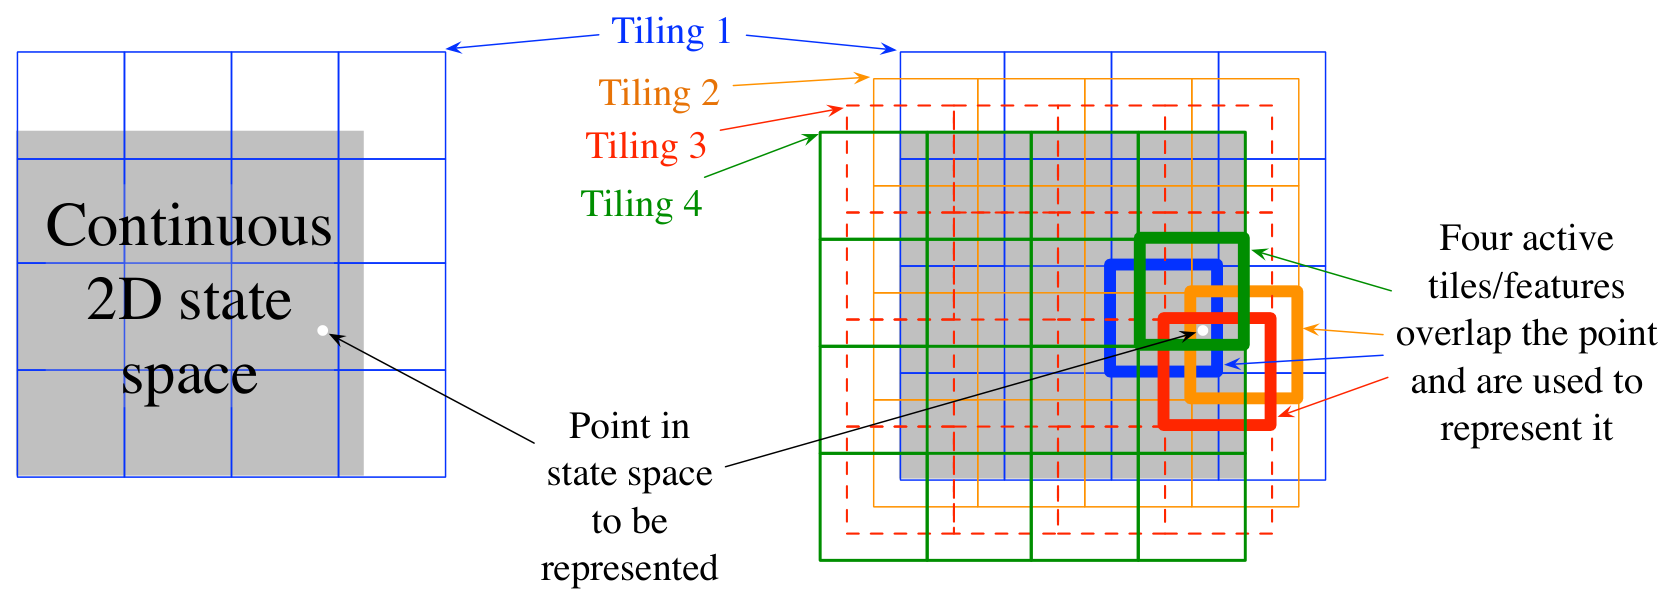 Tiling 1
Tiling 2
Tiling 3
Tiling 4
Continuous
2D state
space
Point in
state space
to be
represented
Four active
tiles/features
overlap the point
and are used to
represent it